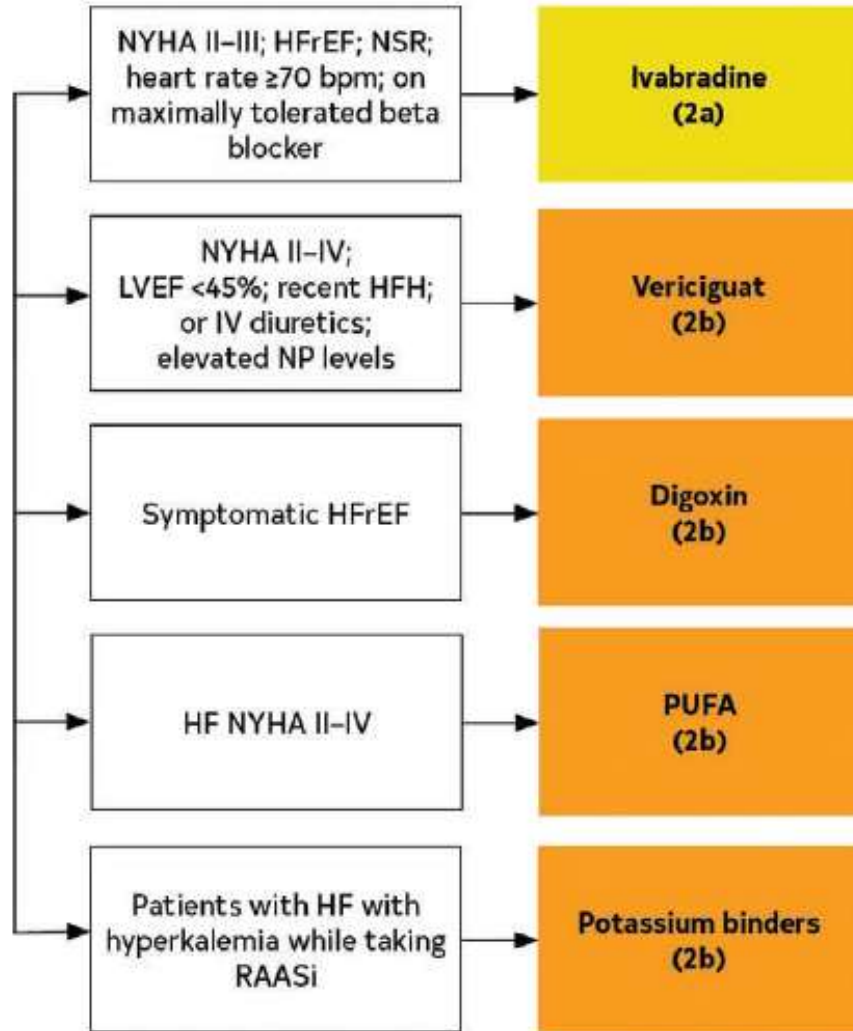 NYHA II–III; HFrEF; NSR;
heart rate ≥70 bpm; on
maximally tolerated beta
blocker
Ivabradine
(2a)
NYHA II–IV;
LVEF <45%; recent HFH;
or IV diuretics;
elevated NP levels
Vericiguat
(2b)
Symptomatic HFrEF
Digoxin
(2b)
HF NYHA II–IV
PUFA
(2b)
Patients with HF with
hyperkalemia while taking
RAASi
Potassium binders
(2b)